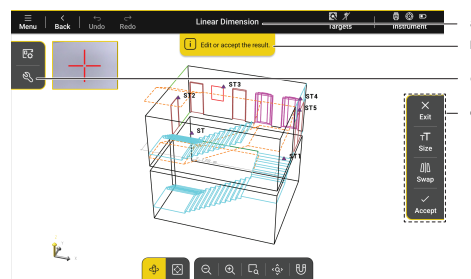 Menu
Back
Undo
Redo
Linear Dimension
Targets
Instrument
Edit or accept the result.
ST3
ST2
ST4
ST5
ST
ST1
Exit
Size
Swap
Accept